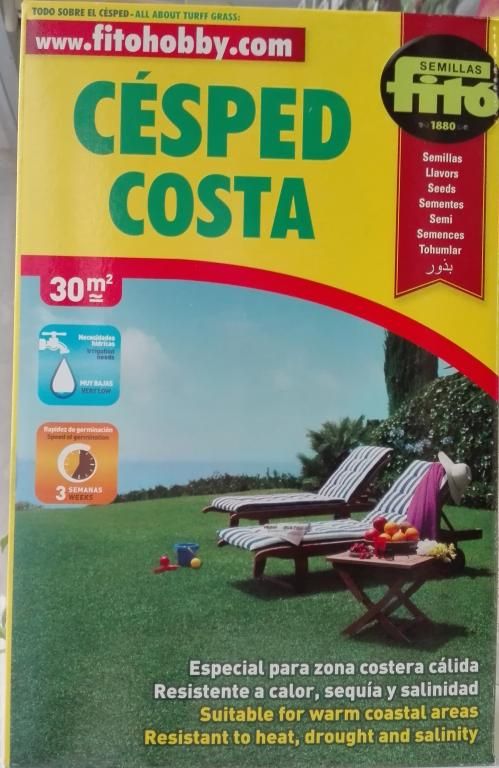 TODO SOBRE EL CÉSPED-ALL ABOUT TURFF GRASS:
www.fitohobby.com
SEMILLAS
fitó
1880
CÉSPED
COSTA
Semillas
Llavors
Seeds
Sementes
Semi
Semences
Tohumlar
بذور
30 m²
≈
Necesidades
hídricas
Irrigation
needs
MUY BAJAS
VERY LOW
Rapidez de germinación
Speed of germination
3 SEMANAS
WEEKS
Especial para zona costera cálida
Resistente a calor, sequía y salinidad
Suitable for warm coastal areas
Resistant to heat, drought and salinity